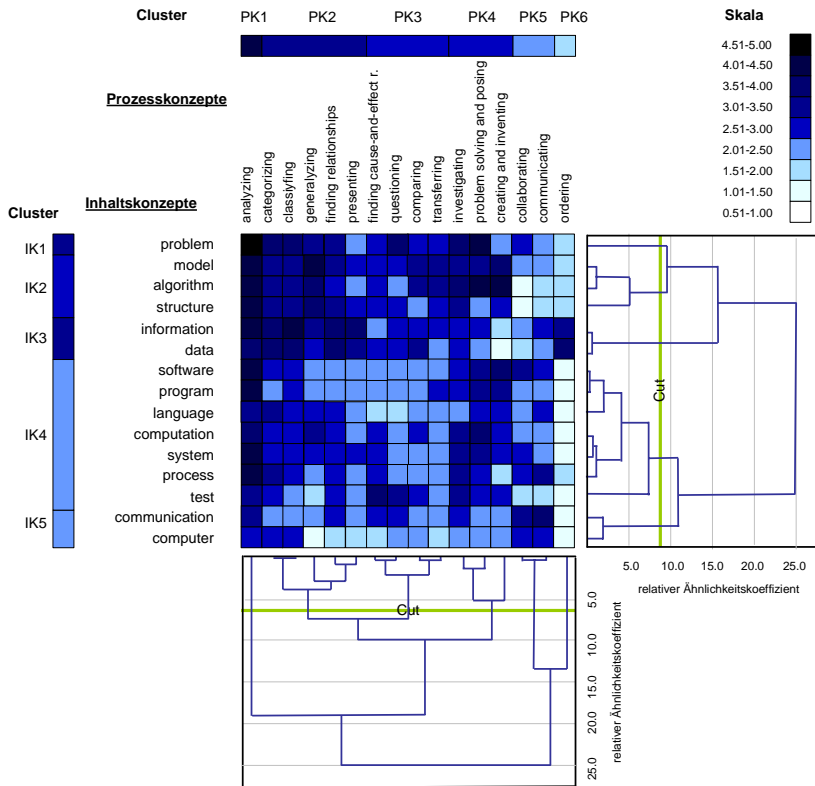 Cluster PK1 PK2 PK3 PK4 PK5 PK6 Skala
4.51-5.00
4.01-4.50
3.51-4.00
3.01-3.50
2.51-3.00
2.01-2.50
1.51-2.00
1.01-1.50
0.51-1.00
Prozesskonzepte
analyzing
categorizing
classiyfing
generalyzing
finding relationships
presenting
finding cause-and-effect r.
questioning
comparing
transferring
investigating
problem solving and posing
creating and inventing
collaborating
communicating
ordering
Cluster Inhaltskonzepte
IK1
IK2
IK3
IK4
IK5
problem
model
algorithm
structure
information
data
software
program
language
computation
system
process
test
communication
computer
Cut
5.0 10.0 15.0 20.0 25.0
relativer Ähnlichkeitskoeffizient
Cut
5.0
10.0
15.0
20.0
25.0
relativer Ähnlichkeitskoeffizient